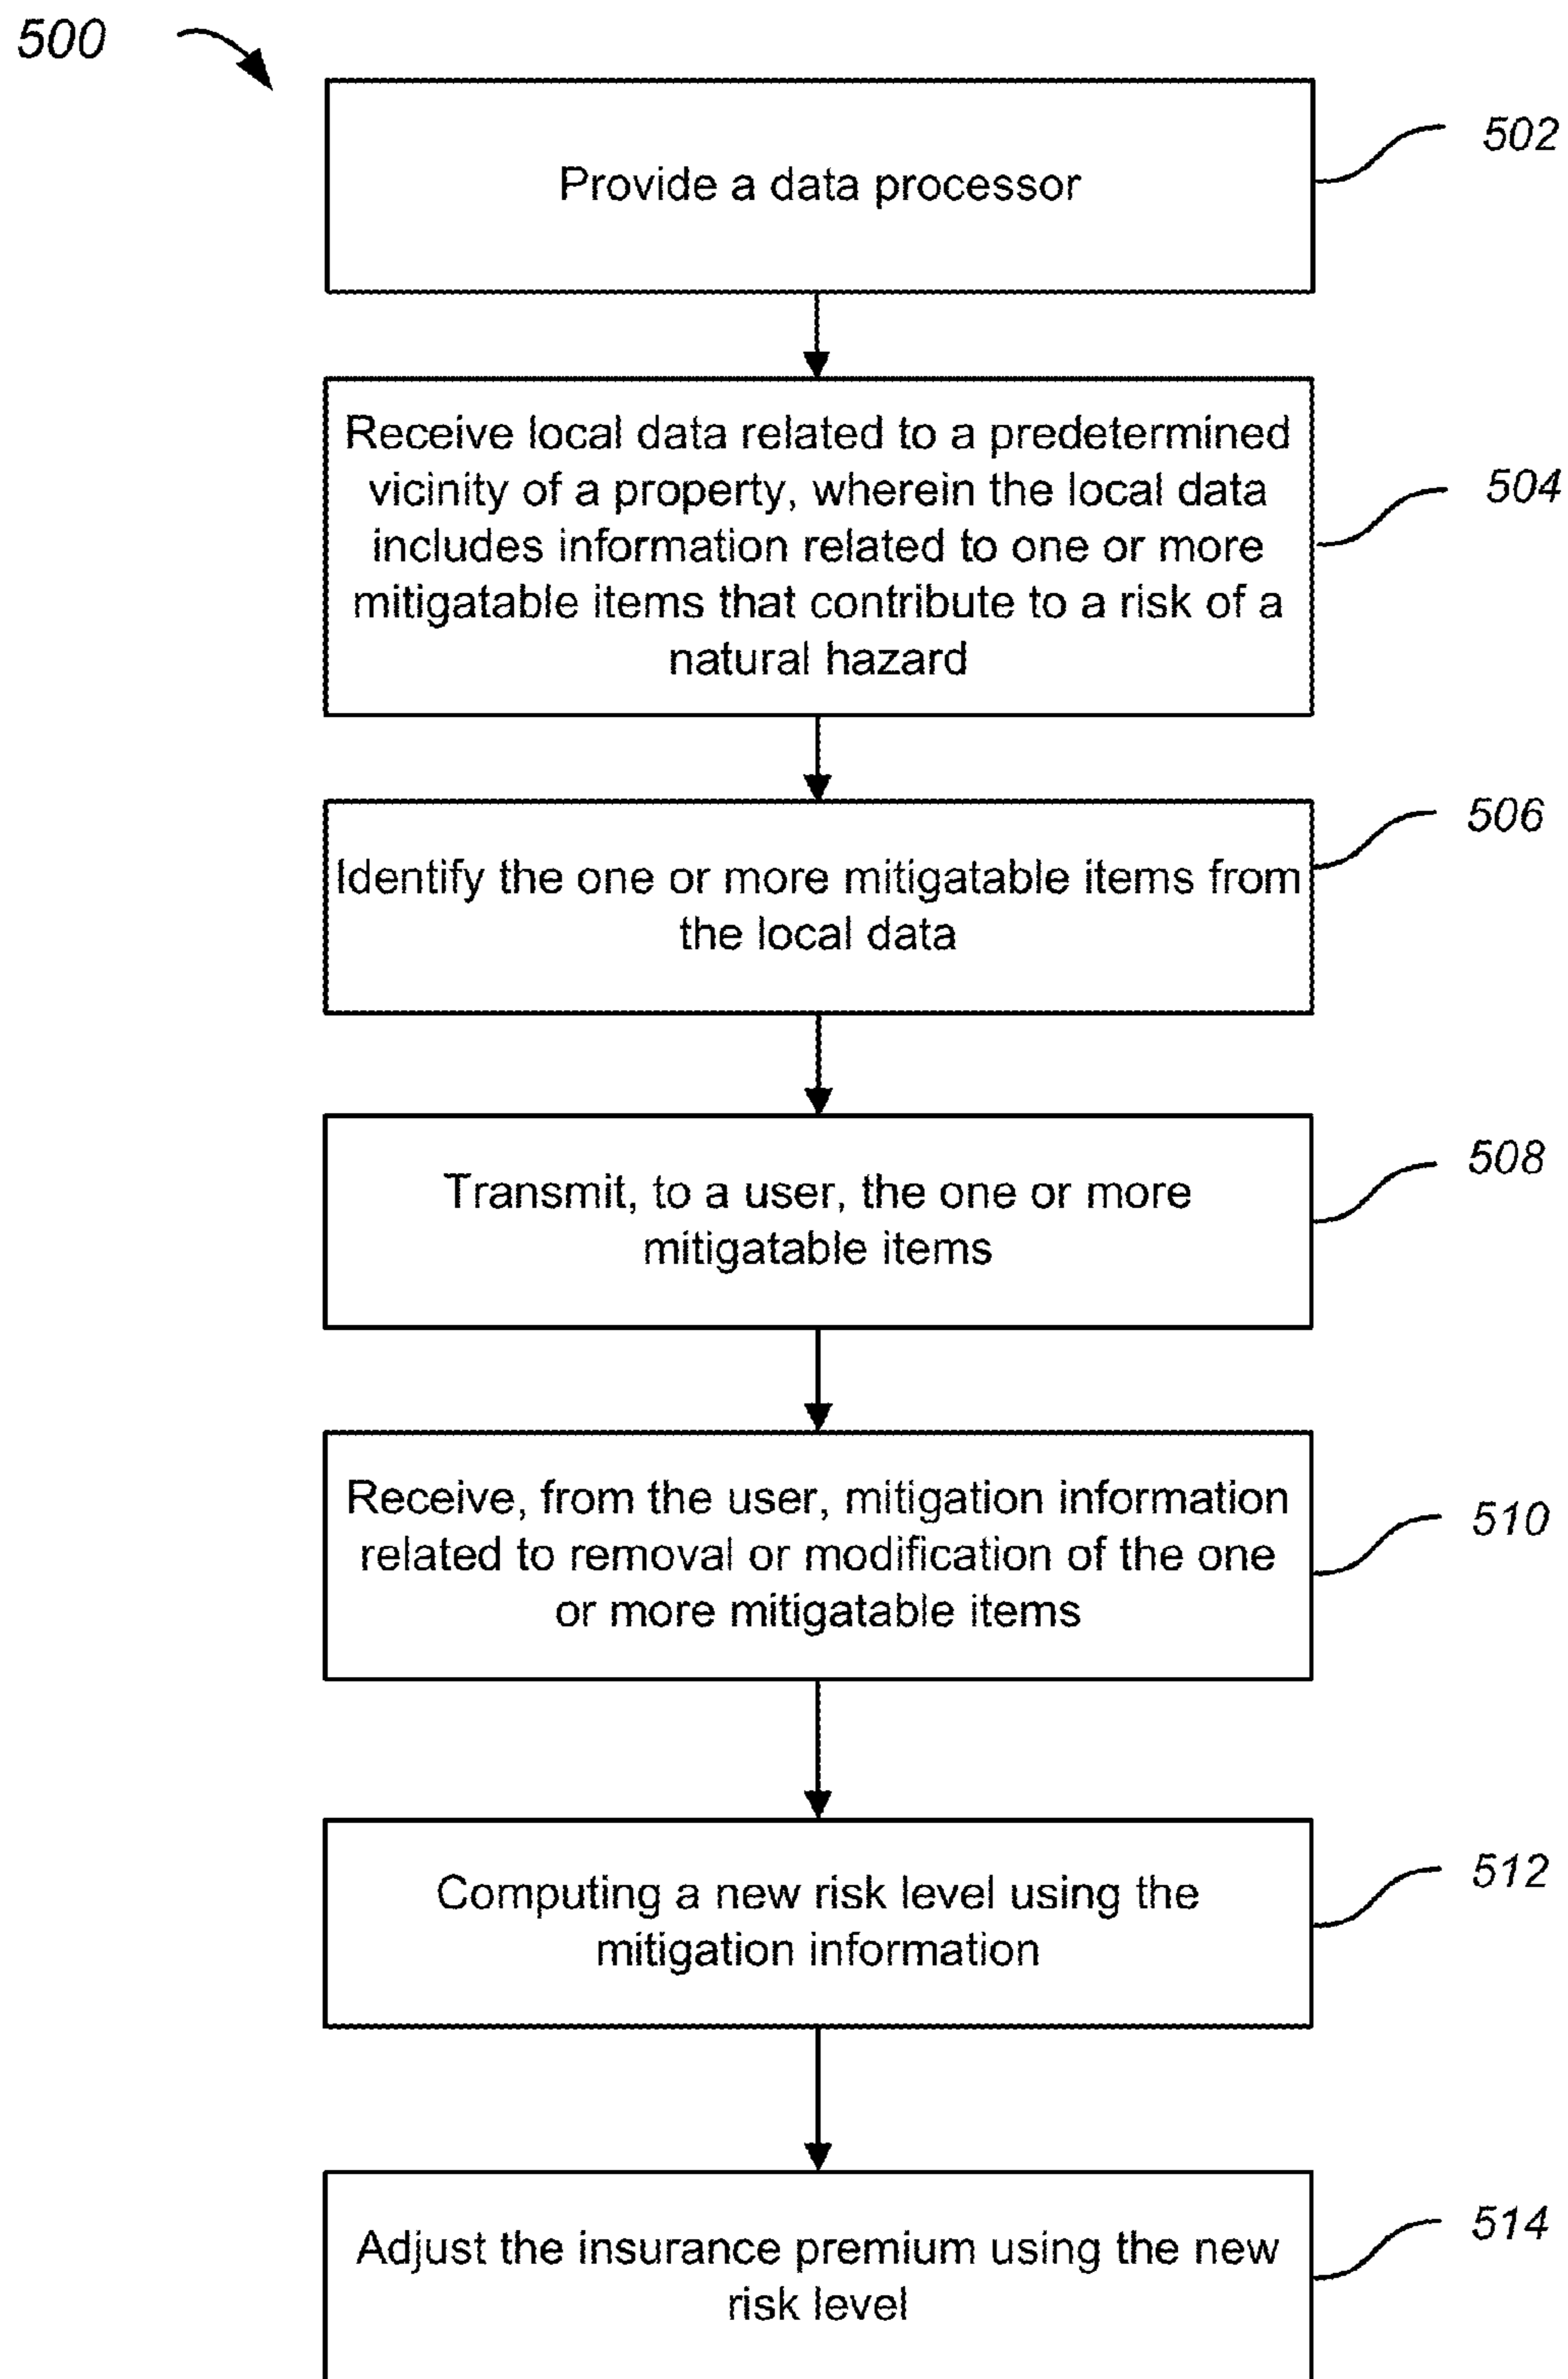 500
502
Provide a data processor
Receive local data related to a predetermined
vicinity of a property, wherein the local data
includes information related to one or more
mitigatable items that contribute to a risk of a
natural hazard
504
506
Identify the one or more mitigatable items from
the local data
508
Transmit, to a user, the one or more
mitigatable items
Receive, from the user, mitigation information
related to removal or modification of the one
or more mitigatable items
510
512
Computing a new risk level using the
mitigation information
514
Adjust the insurance premium using the new
risk level